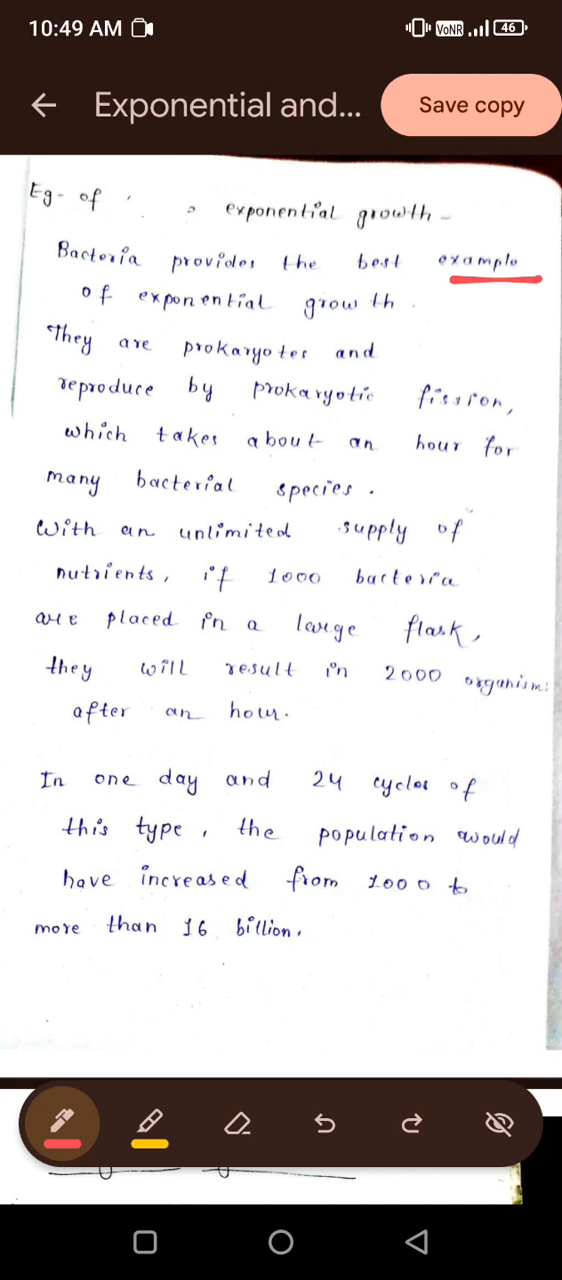 10:49 AM
VoNR 46
Exponential and...
Save copy
Eg- of exponential growth -
Bacteria provides the best example
of exponential growth.
They are prokaryotes and
reproduce by prokaryotic fission,
which takes about an hour for
many bacterial species.
With an unlimited supply of
nutrients, if 1000 bacteria
are placed in a large flask,
they will result in 2000 organisms
after an hour.
In one day and 24 cycles of
this type, the population would
have increased from 1000 to
more than 16 billion.